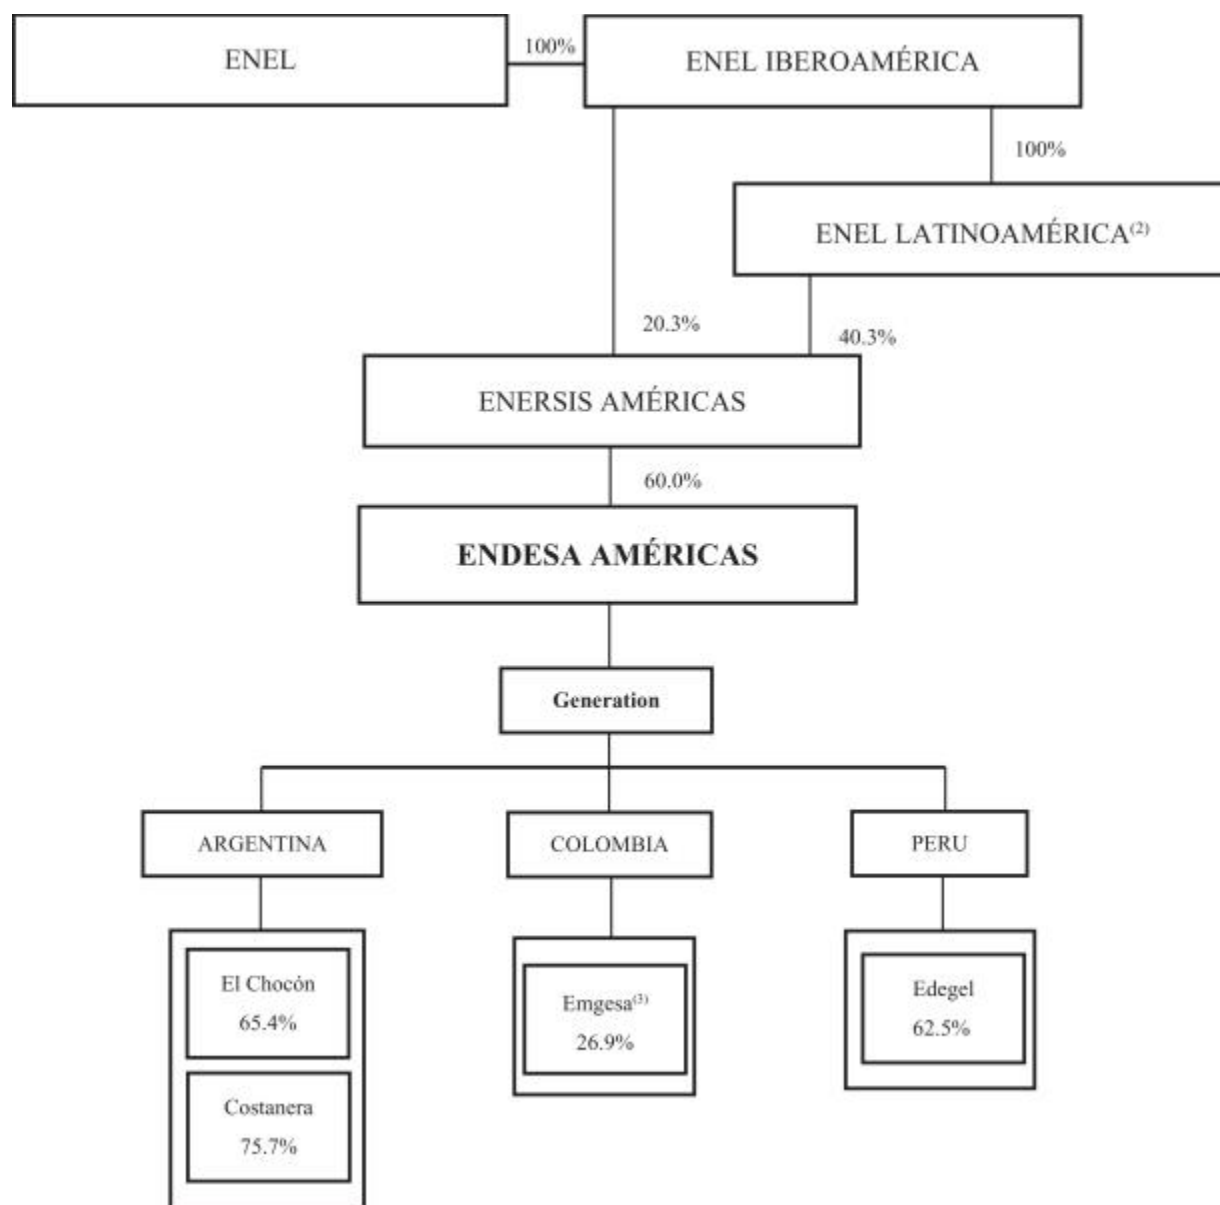 ENEL
100%
ENEL IBEROAMÉRICA
100%
ENEL LATINOAMÉRICA(2)
20.3%
40.3%
ENERSIS AMÉRICAS
60.0%
ENDESA AMÉRICAS
Generation
ARGENTINA
COLOMBIA
PERU
El Chocón
65.4%
Costanera
75.7%
Emgesa(3)
26.9%
Edegel
62.5%